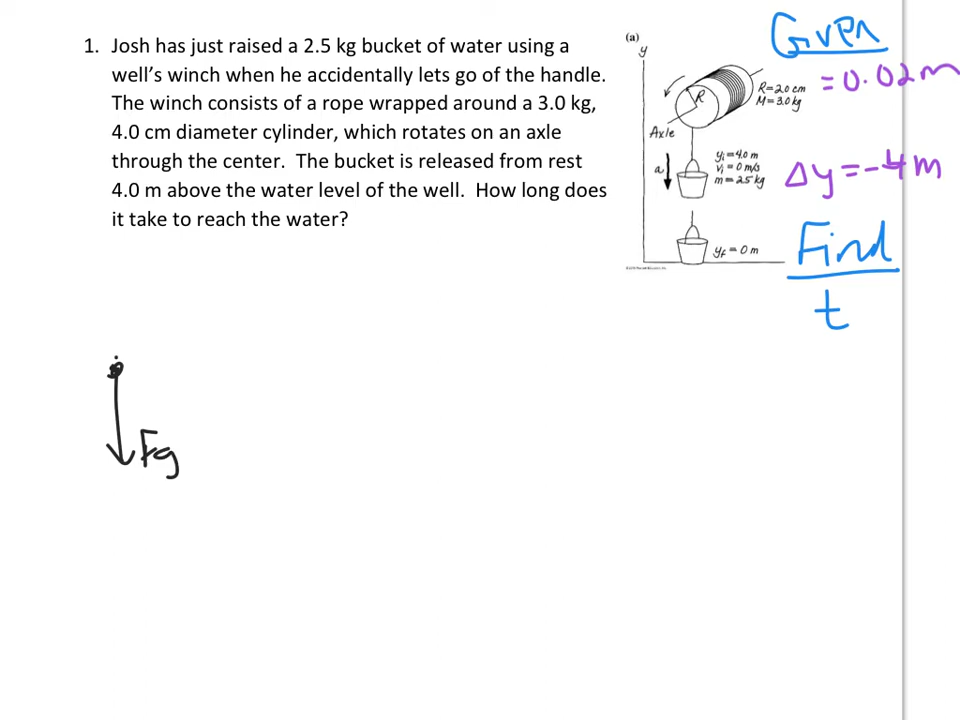 1. Josh has just raised a 2.5 kg bucket of water using a
well's winch when he accidentally lets go of the handle.
The winch consists of a rope wrapped around a 3.0 kg,
4.0 cm diameter cylinder, which rotates on an axle
through the center. The bucket is released from rest
4.0 m above the water level of the well. How long does
it take to reach the water?
(a)
y
R
R=2.0 cm
M=3.0 kg
Axle
a
yi=4.0 m
vi=0 m/s
m=2.5 kg
yf=0 m
Given
=0.02m
Δy=-4m
Find
t
Fg